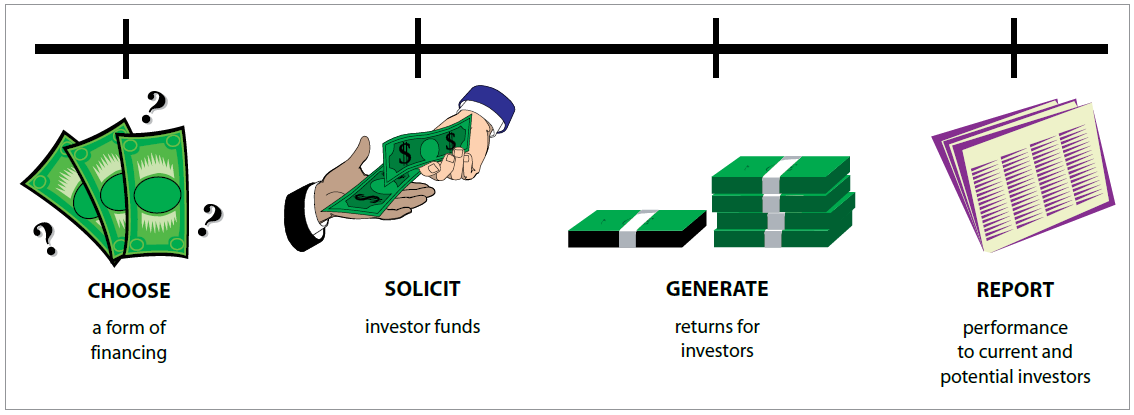 ?
?
?
$
$
$
CHOOSE
a form of
financing
SOLICIT
investor funds
GENERATE
returns for
investors
REPORT
performance
to current and
potential investors